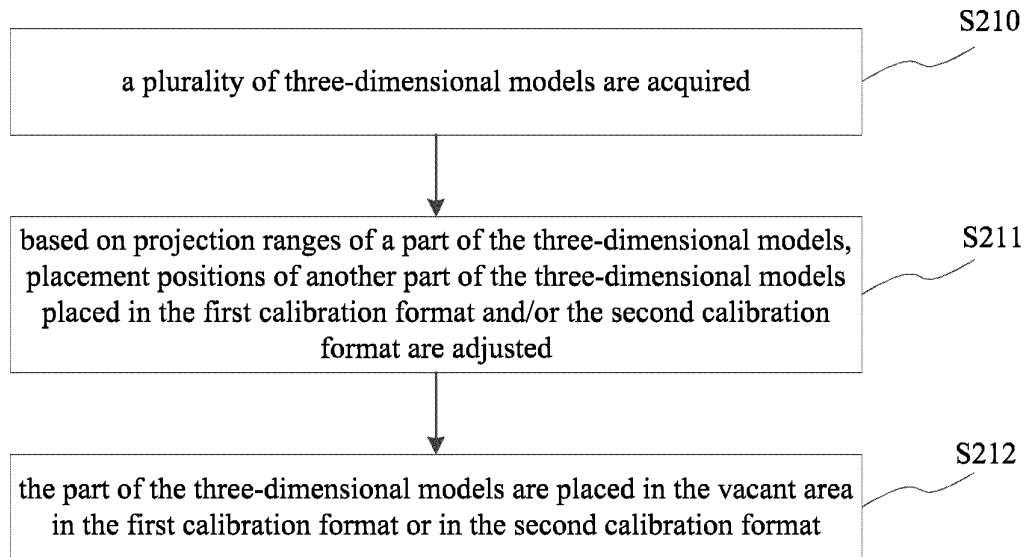 S210
a plurality of three-dimensional models are acquired
based on projection ranges of a part of the three-dimensional models,
S211
placement positions of another part of the three-dimensional models
placed in the first calibration format and/or the second calibration
format are adjusted
S212
the part of the three-dimensional models are placed in the vacant area
in the first calibration format or in the second calibration format